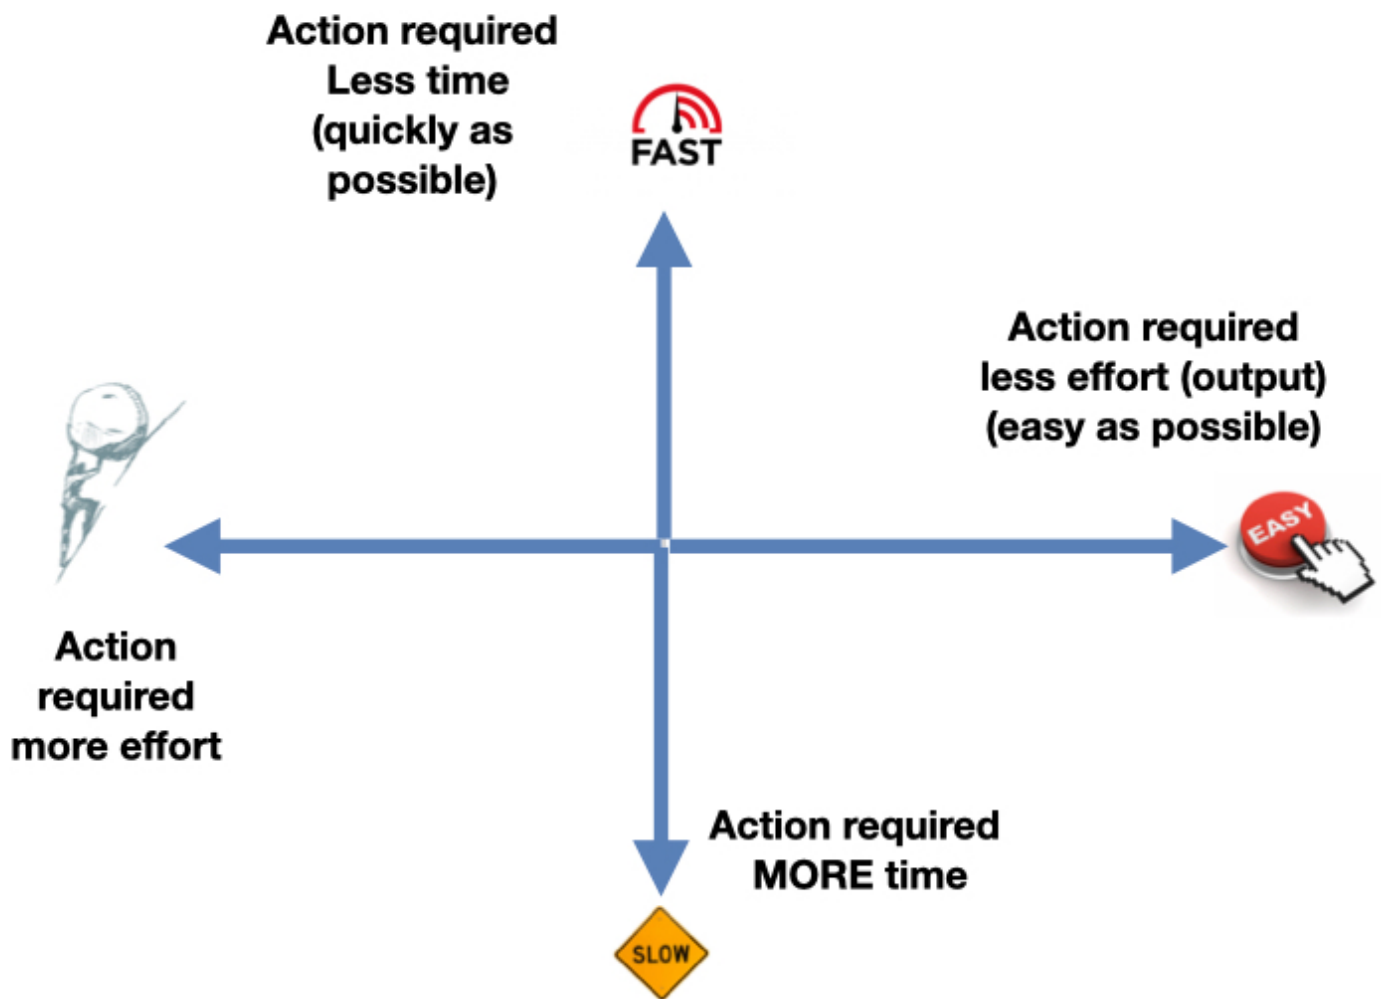 Action required
Less time
(quickly as
possible)
FAST
Action required
less effort (output)
(easy as possible)
EASY
Action
required
more effort
Action required
MORE time
SLOW